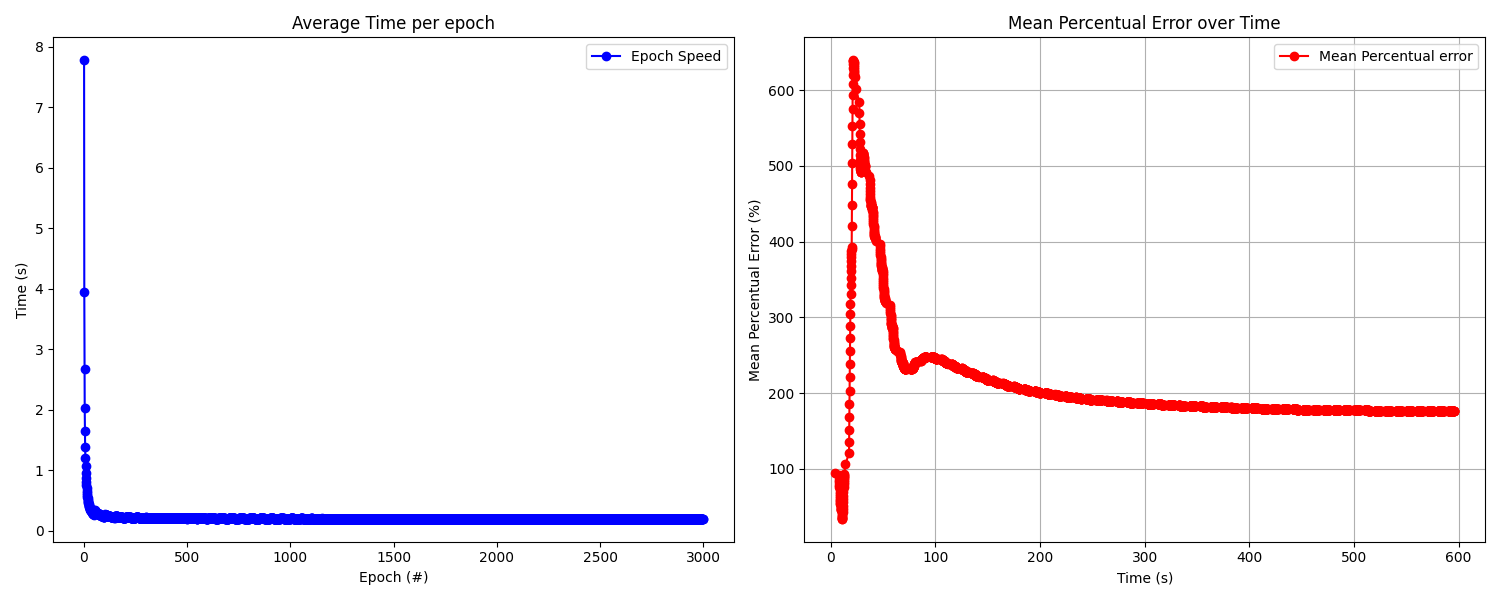 Average Time per epoch
Epoch Speed
8
7
6
5
4
3
2
1
0
Time (s)
0 500 1000 1500 2000 2500 3000
Epoch (#)
Mean Percentual Error over Time
Mean Percentual error
600
500
400
300
200
100
Mean Percentual Error (%)
0 100 200 300 400 500 600
Time (s)